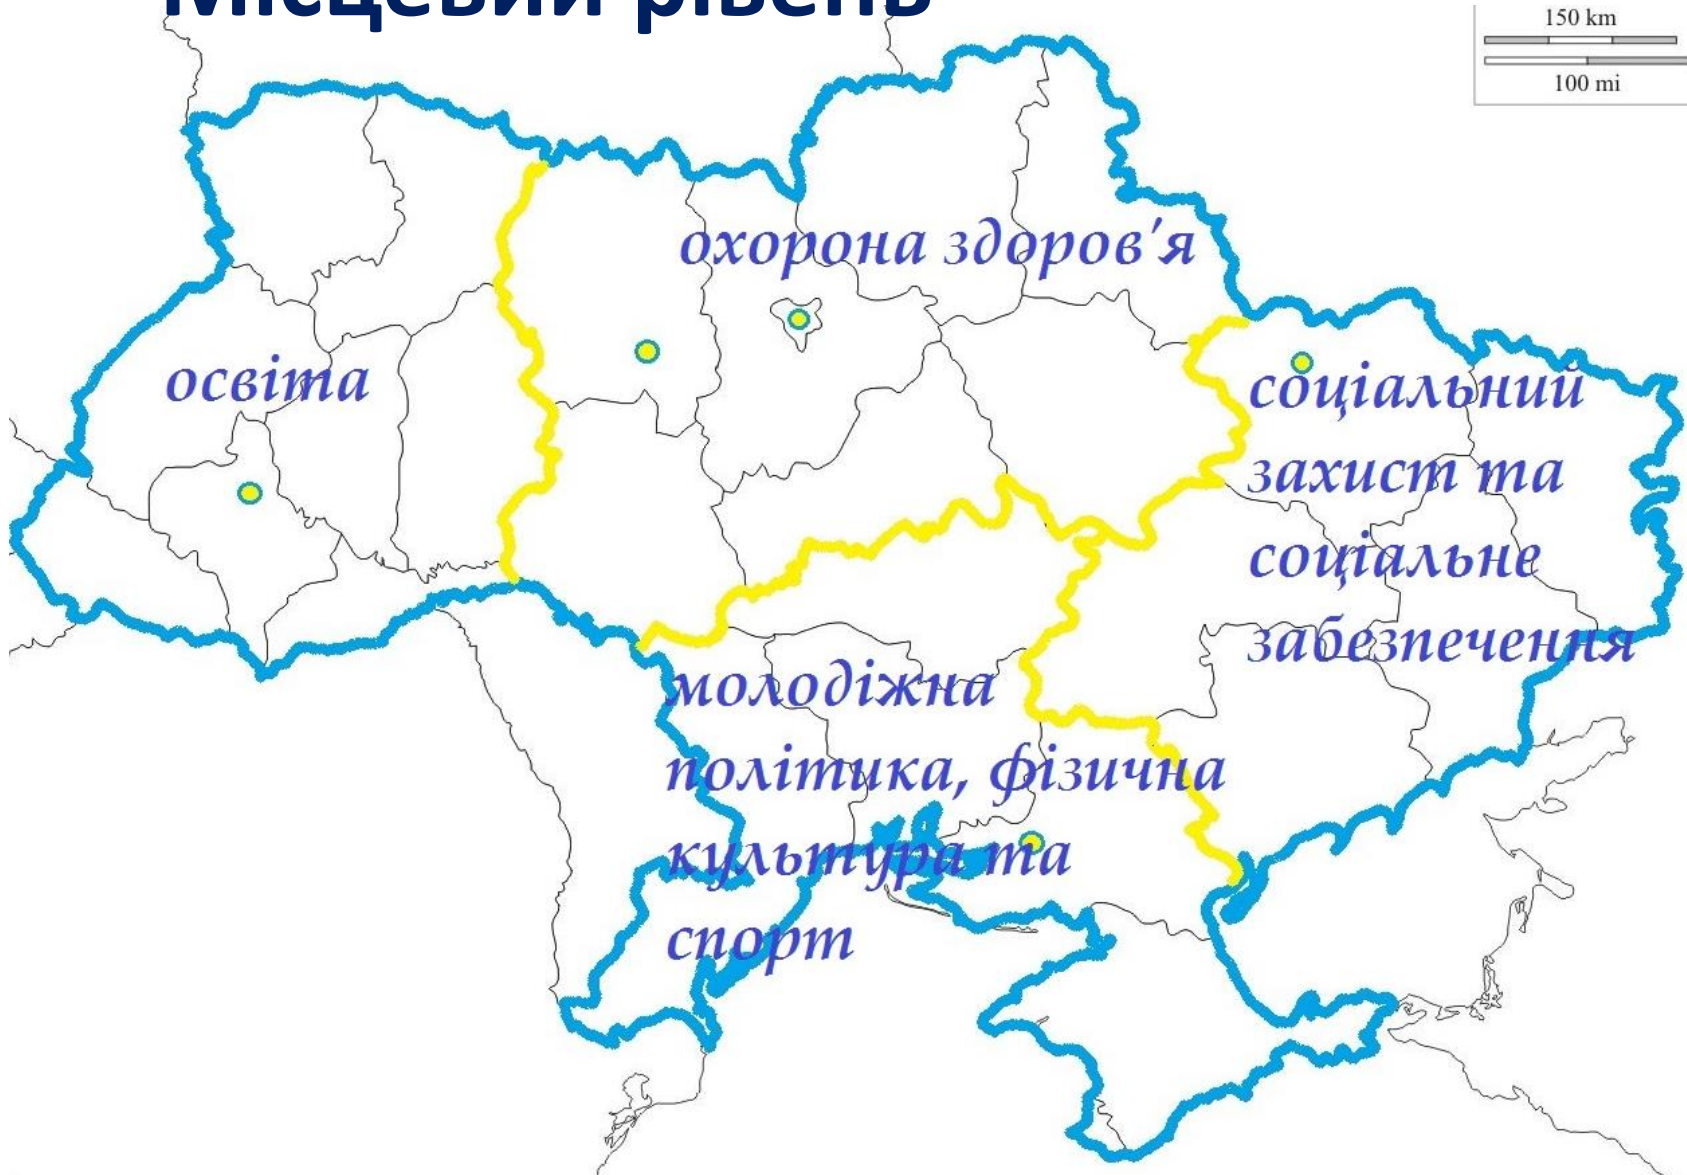 Місцевий рівень
150 km
100 mi
охорона здоров'я
освіта
соціальний
захист та
соціальне
забезпечення
молодіжна
політика, фізична
культура та
спорт